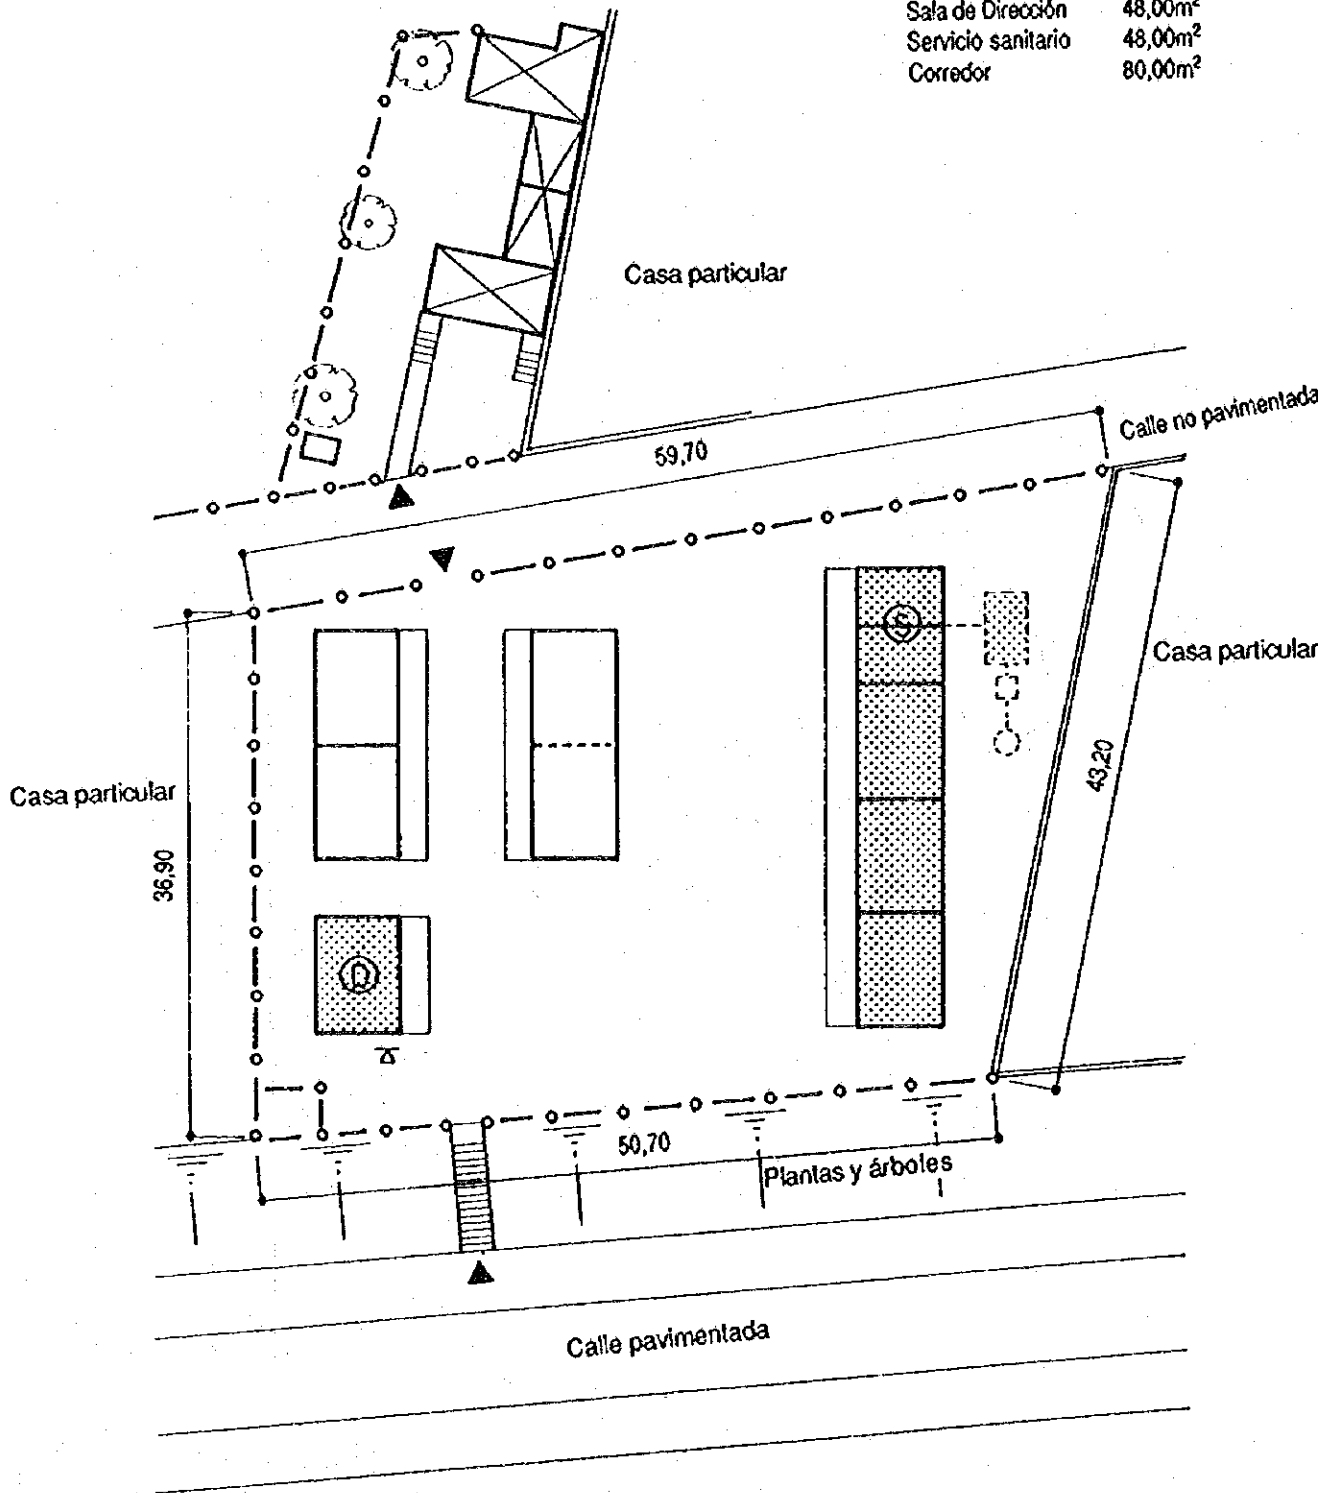 Sala de Dirección 48,00m²
Servicio sanitario 48,00m²
Corredor 80,00m²
Casa particular
Calle no pavimentada
59,70
Casa particular
S
43,20
Casa particular
36,90
D
50,70
Plantas y árboles
Calle pavimentada